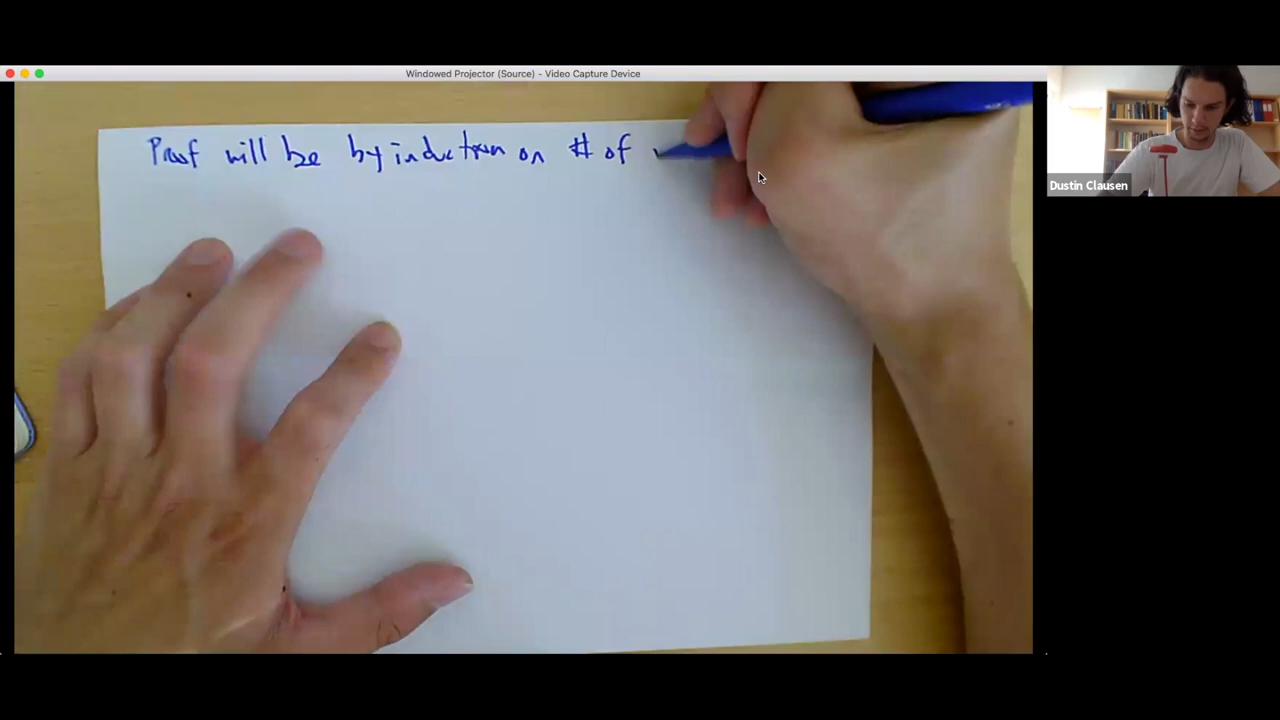 Windowed Projector (Source) - Video Capture Device
Proof will be by induction on # of
Dustin Clausen